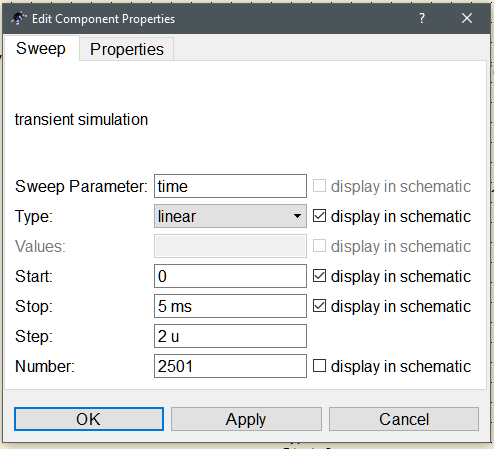 Edit Component Properties
Sweep Properties
transient simulation
Sweep Parameter: time display in schematic
Type: linear display in schematic
Values: display in schematic
Start: 0 display in schematic
Stop: 5 ms display in schematic
Step: 2 u
Number: 2501 display in schematic
OK Apply Cancel